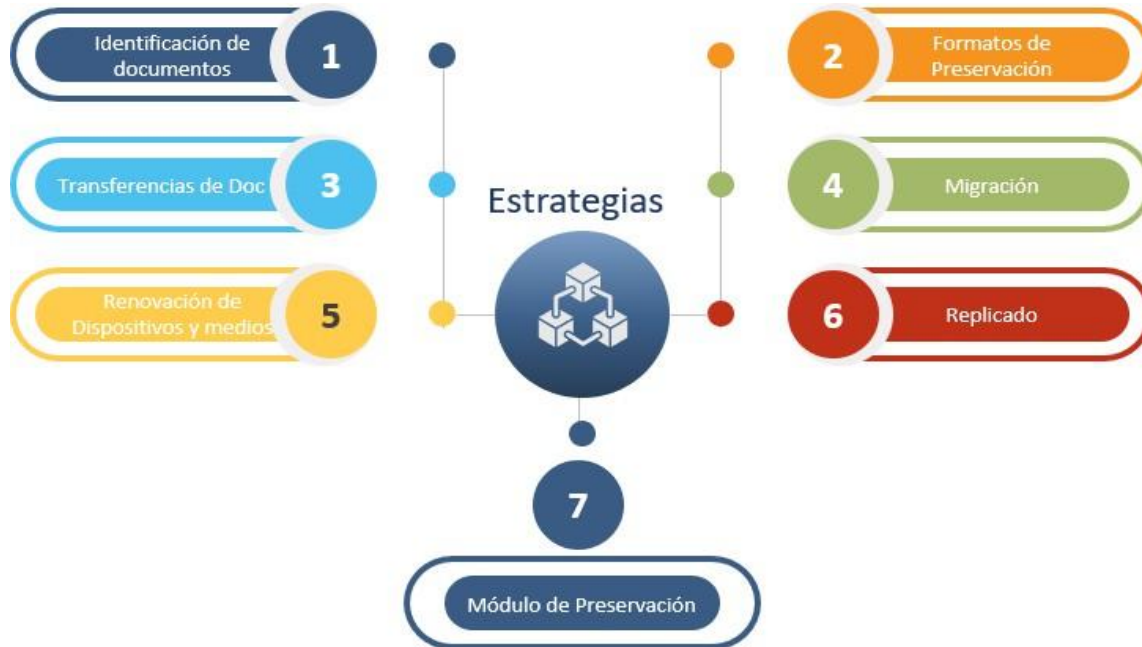 Identificación de
documentos
1
2
Formatos de
Preservación
Transferencias de Doc
3
4
Migración
Estrategias
Renovación de
Dispositivos y medios
5
6
Replicado
7
Módulo de Preservación